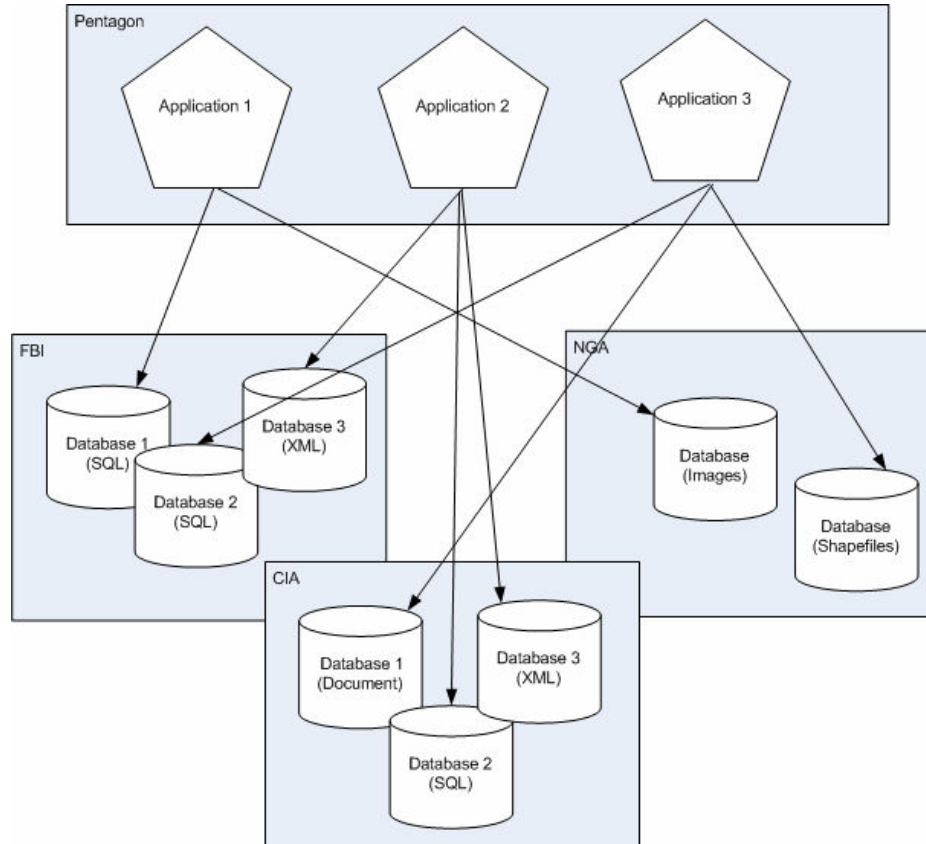 Pentagon
Application 1
Application 2
Application 3
FBI
Database 1
(SQL)
Database 2
(SQL)
Database 3
(XML)
NGA
Database
(Images)
Database
(Shapefiles)
CIA
Database 1
(Document)
Database 2
(SQL)
Database 3
(XML)